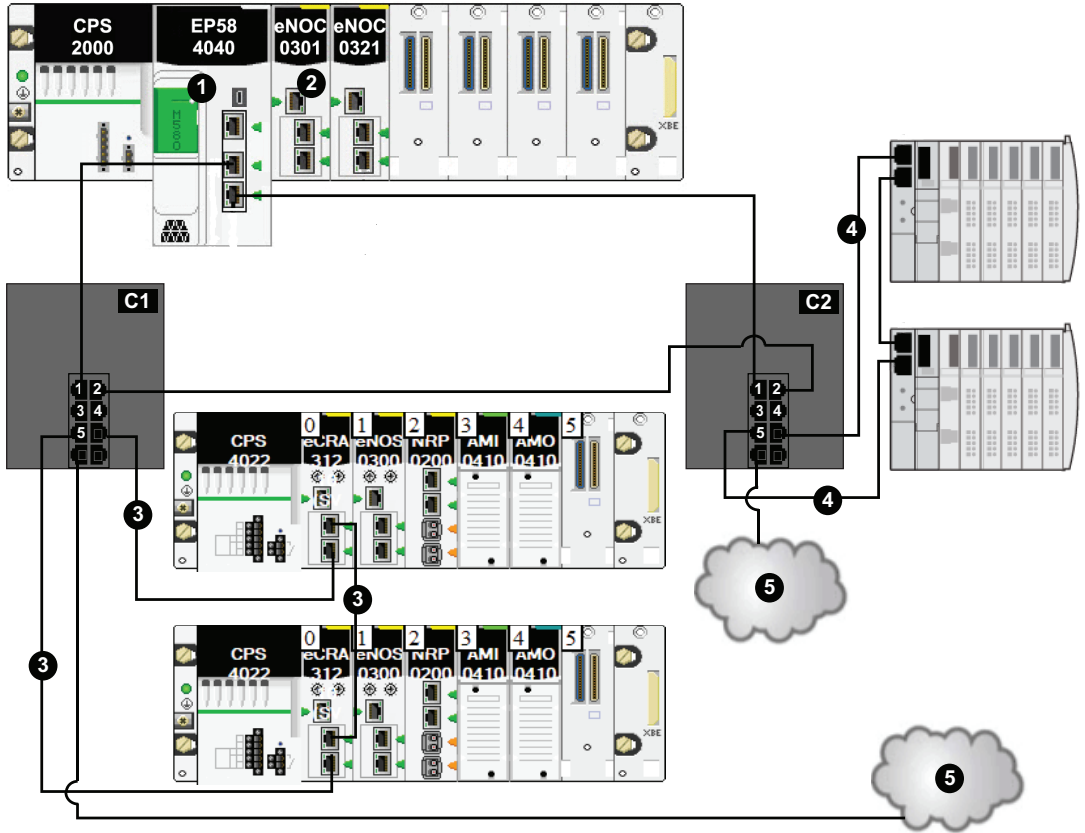 CPS
2000
EP58
4040
eNOC
0301
eNOC
0321
1
2
M580
XBE
4
C1
C2
1 2
3 4
5
1 2
3 4
5
4
3
0 1 2 3 4 5
CPS
4022
eCRA
312
eNOS
0300
NRP
0200
AMI
0410
AMO
0410
S
XBE
3
5
0 1 2 3 4 5
CPS
4022
eCRA
312
eNOS
0300
NRP
0200
AMI
0410
AMO
0410
S
XBE
3
5